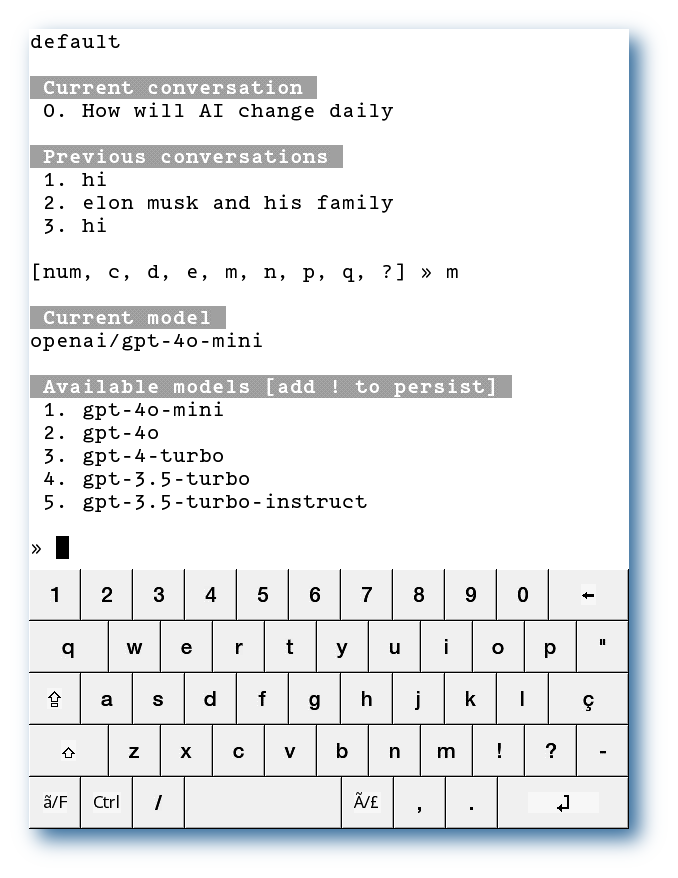 default
Current conversation
0. How will AI change daily
Previous conversations
1. hi
2. elon musk and his family
3. hi
[num, c, d, e, m, n, p, q, ?] » m
Current model
openai/gpt-4o-mini
Available models [add ! to persist]
1. gpt-4o-mini
2. gpt-4o
3. gpt-4-turbo
4. gpt-3.5-turbo
5. gpt-3.5-turbo-instruct
»
1 2 3 4 5 6 7 8 9 0 ←
q w e r t y u i o p "
a s d f g h j k l ç
z x c v b n m ! ? -
ã/F Ctrl / Ã/£ , .